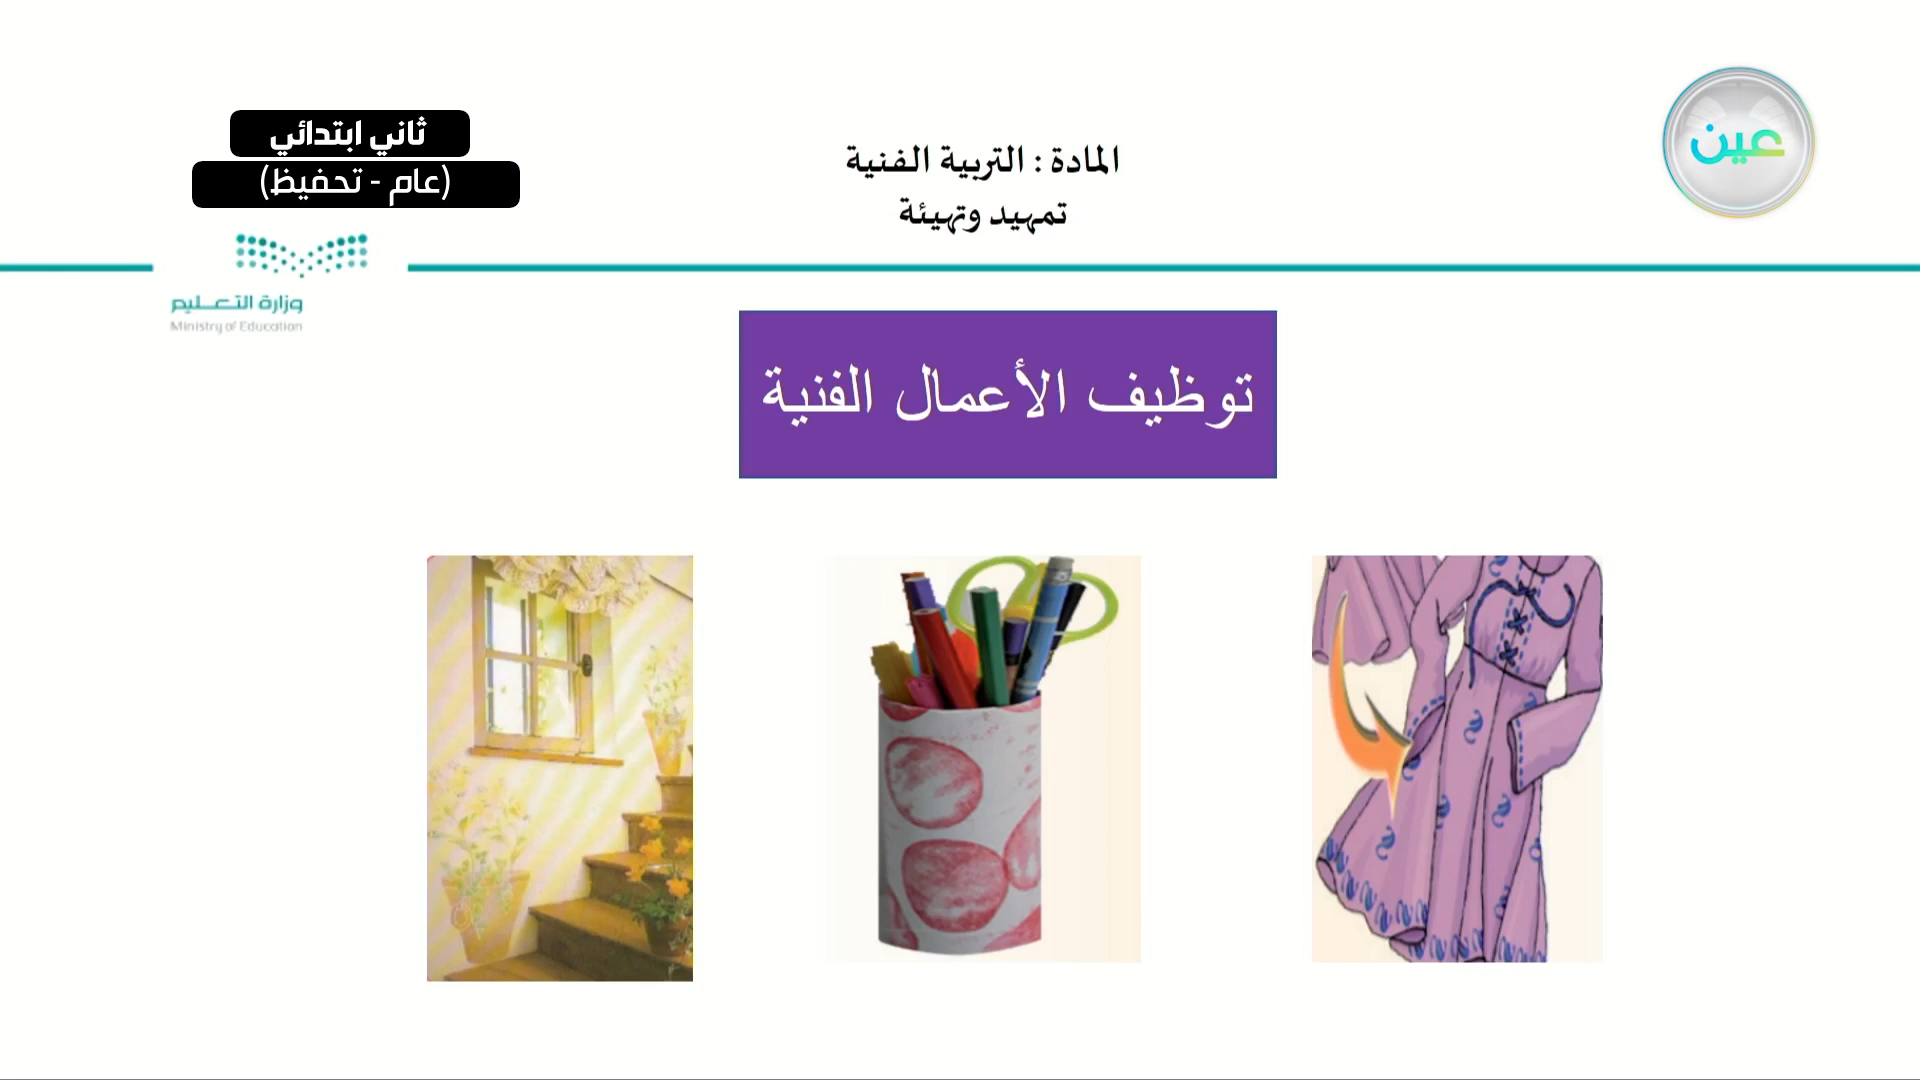 عين
المادة : التربية الفنية
تمهيد وتهيئة
ثاني ابتدائي
(عام - تحفيظ)
وزارة التعليم
Ministry of Education
توظيف الأعمال الفنية